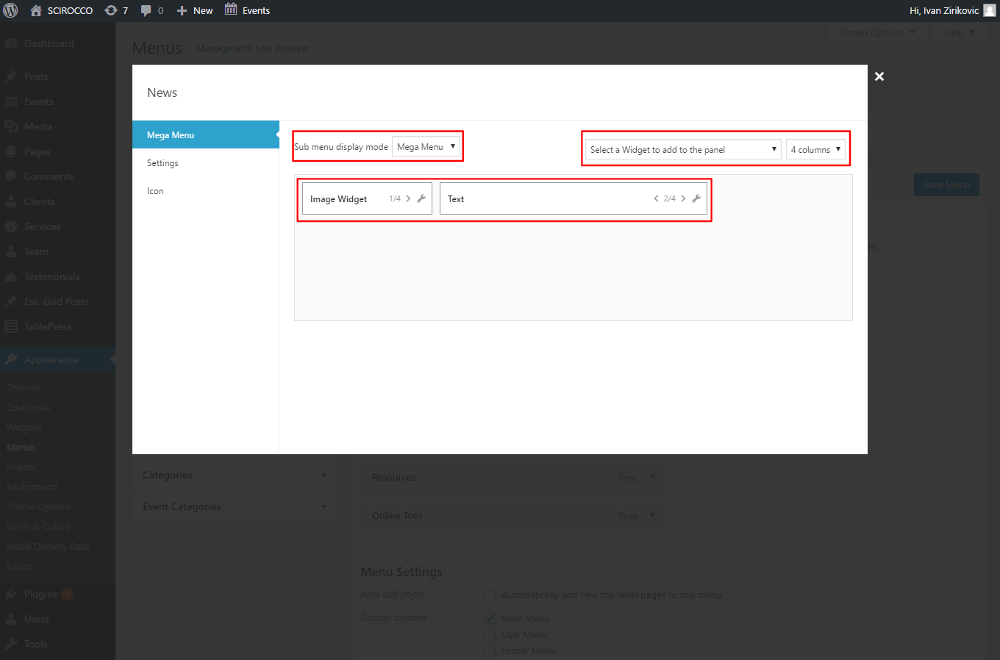 SCIROCCO 7 0 New Events Hi, Ivan Zirikovic
Screen Options Help
Menus Manage with Live Preview
Dashboard
Posts
Events
Media
Pages
Comments
Clients
Services
Team
Testimonials
Ess. Grid Posts
TablePress
Appearance
Themes
Customise
Widgets
Menus
Header
Background
Theme Options
Fonts & Colors
Install Dummy Data
Editor
Plugins 5
Users
Tools
News
Mega Menu
Settings
Icon
Sub menu display mode Mega Menu
Select a Widget to add to the panel 4 columns
Image Widget 1/4
Text 2/4
Save Menu
ns.
Categories
Event Categories
Resources Page
Online Tool Page
Menu Settings
Auto add pages Automatically add new top-level pages to this menu
Display location Main Menu
User Menu
Footer Menu